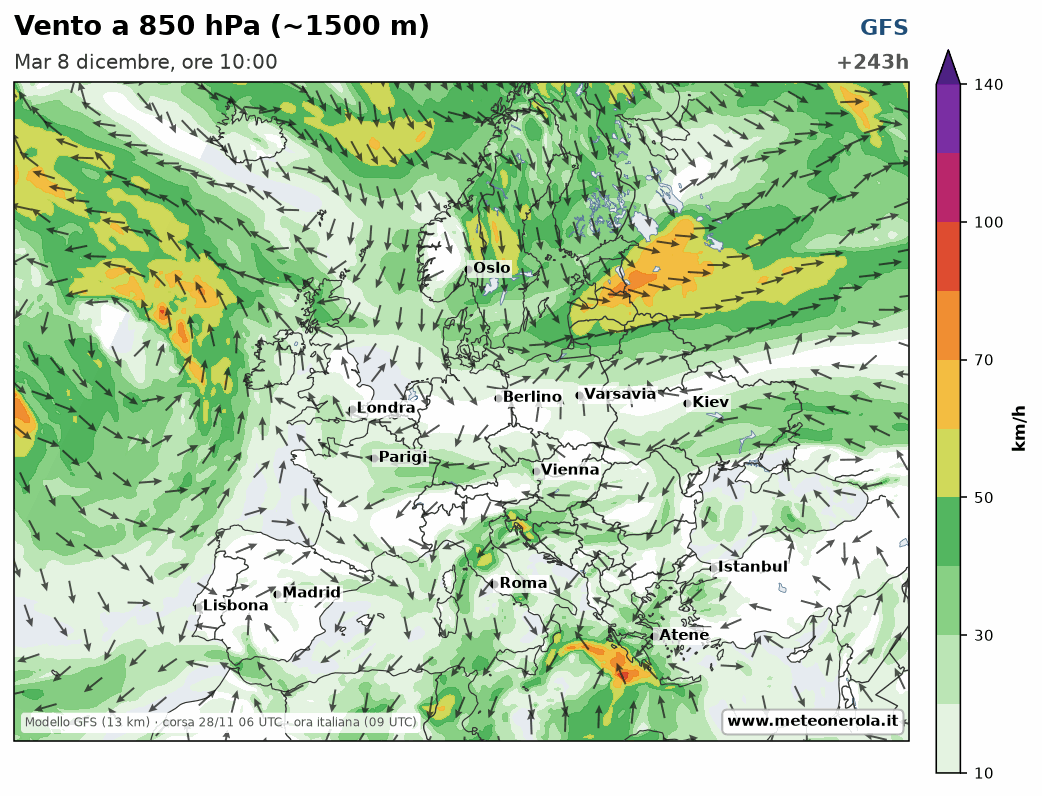 Vento a 850 hPa (~1500 m)
GFS
Mar 8 dicembre, ore 10:00
+243h
140
100
70
50
30
10
km/h
Oslo
Berlino
Varsavia
Kiev
Londra
Parigi
Vienna
Istanbul
Roma
Madrid
Lisbona
Atene
Modello GFS (13 km) · corsa 28/11 06 UTC · ora italiana (09 UTC)
www.meteonerola.it